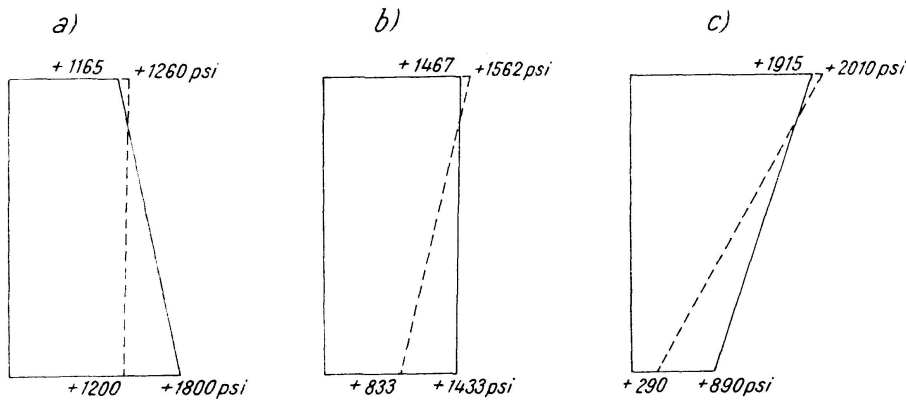 a) b) c)
+1165 +1260 psi +1467 +1562 psi +1915 +2010 psi
+1200 +1800 psi +833 +1433 psi +290 +890 psi